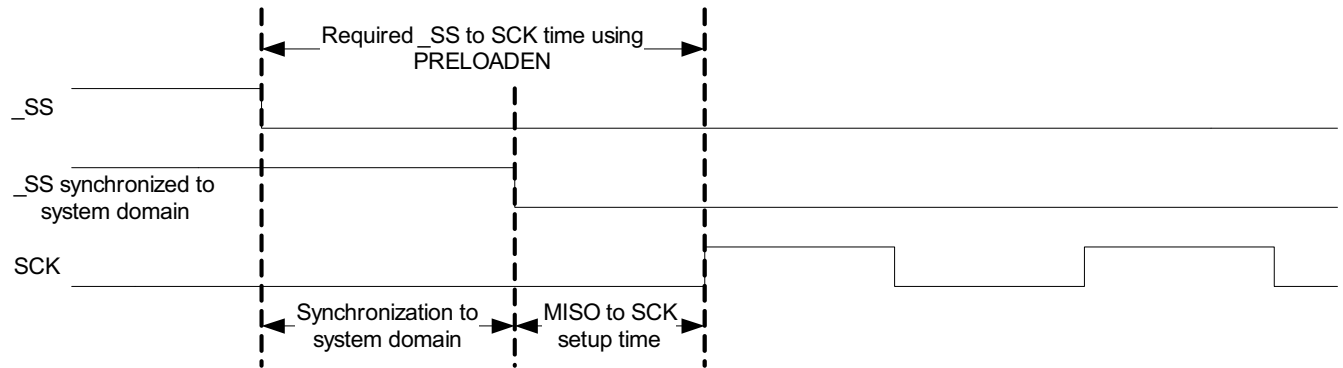 Required _SS to SCK time using
PRELOADEN
_SS
_SS synchronized to
system domain
SCK
Synchronization to
system domain
MISO to SCK
setup time